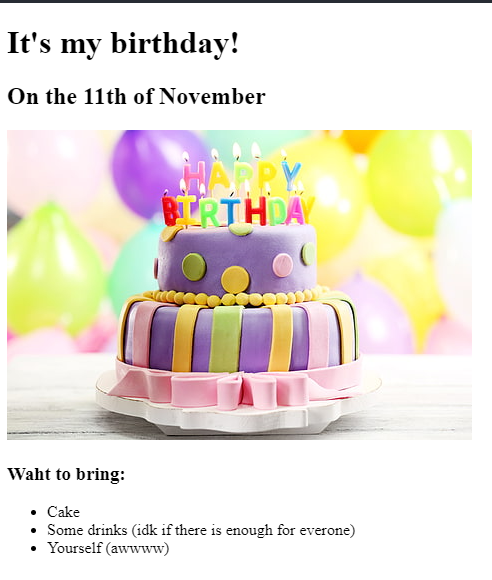 It's my birthday!
On the 11th of November
HAPPY
BIRTHDAY
Waht to bring:
Cake
Some drinks (idk if there is enough for everone)
Yourself (awwww)